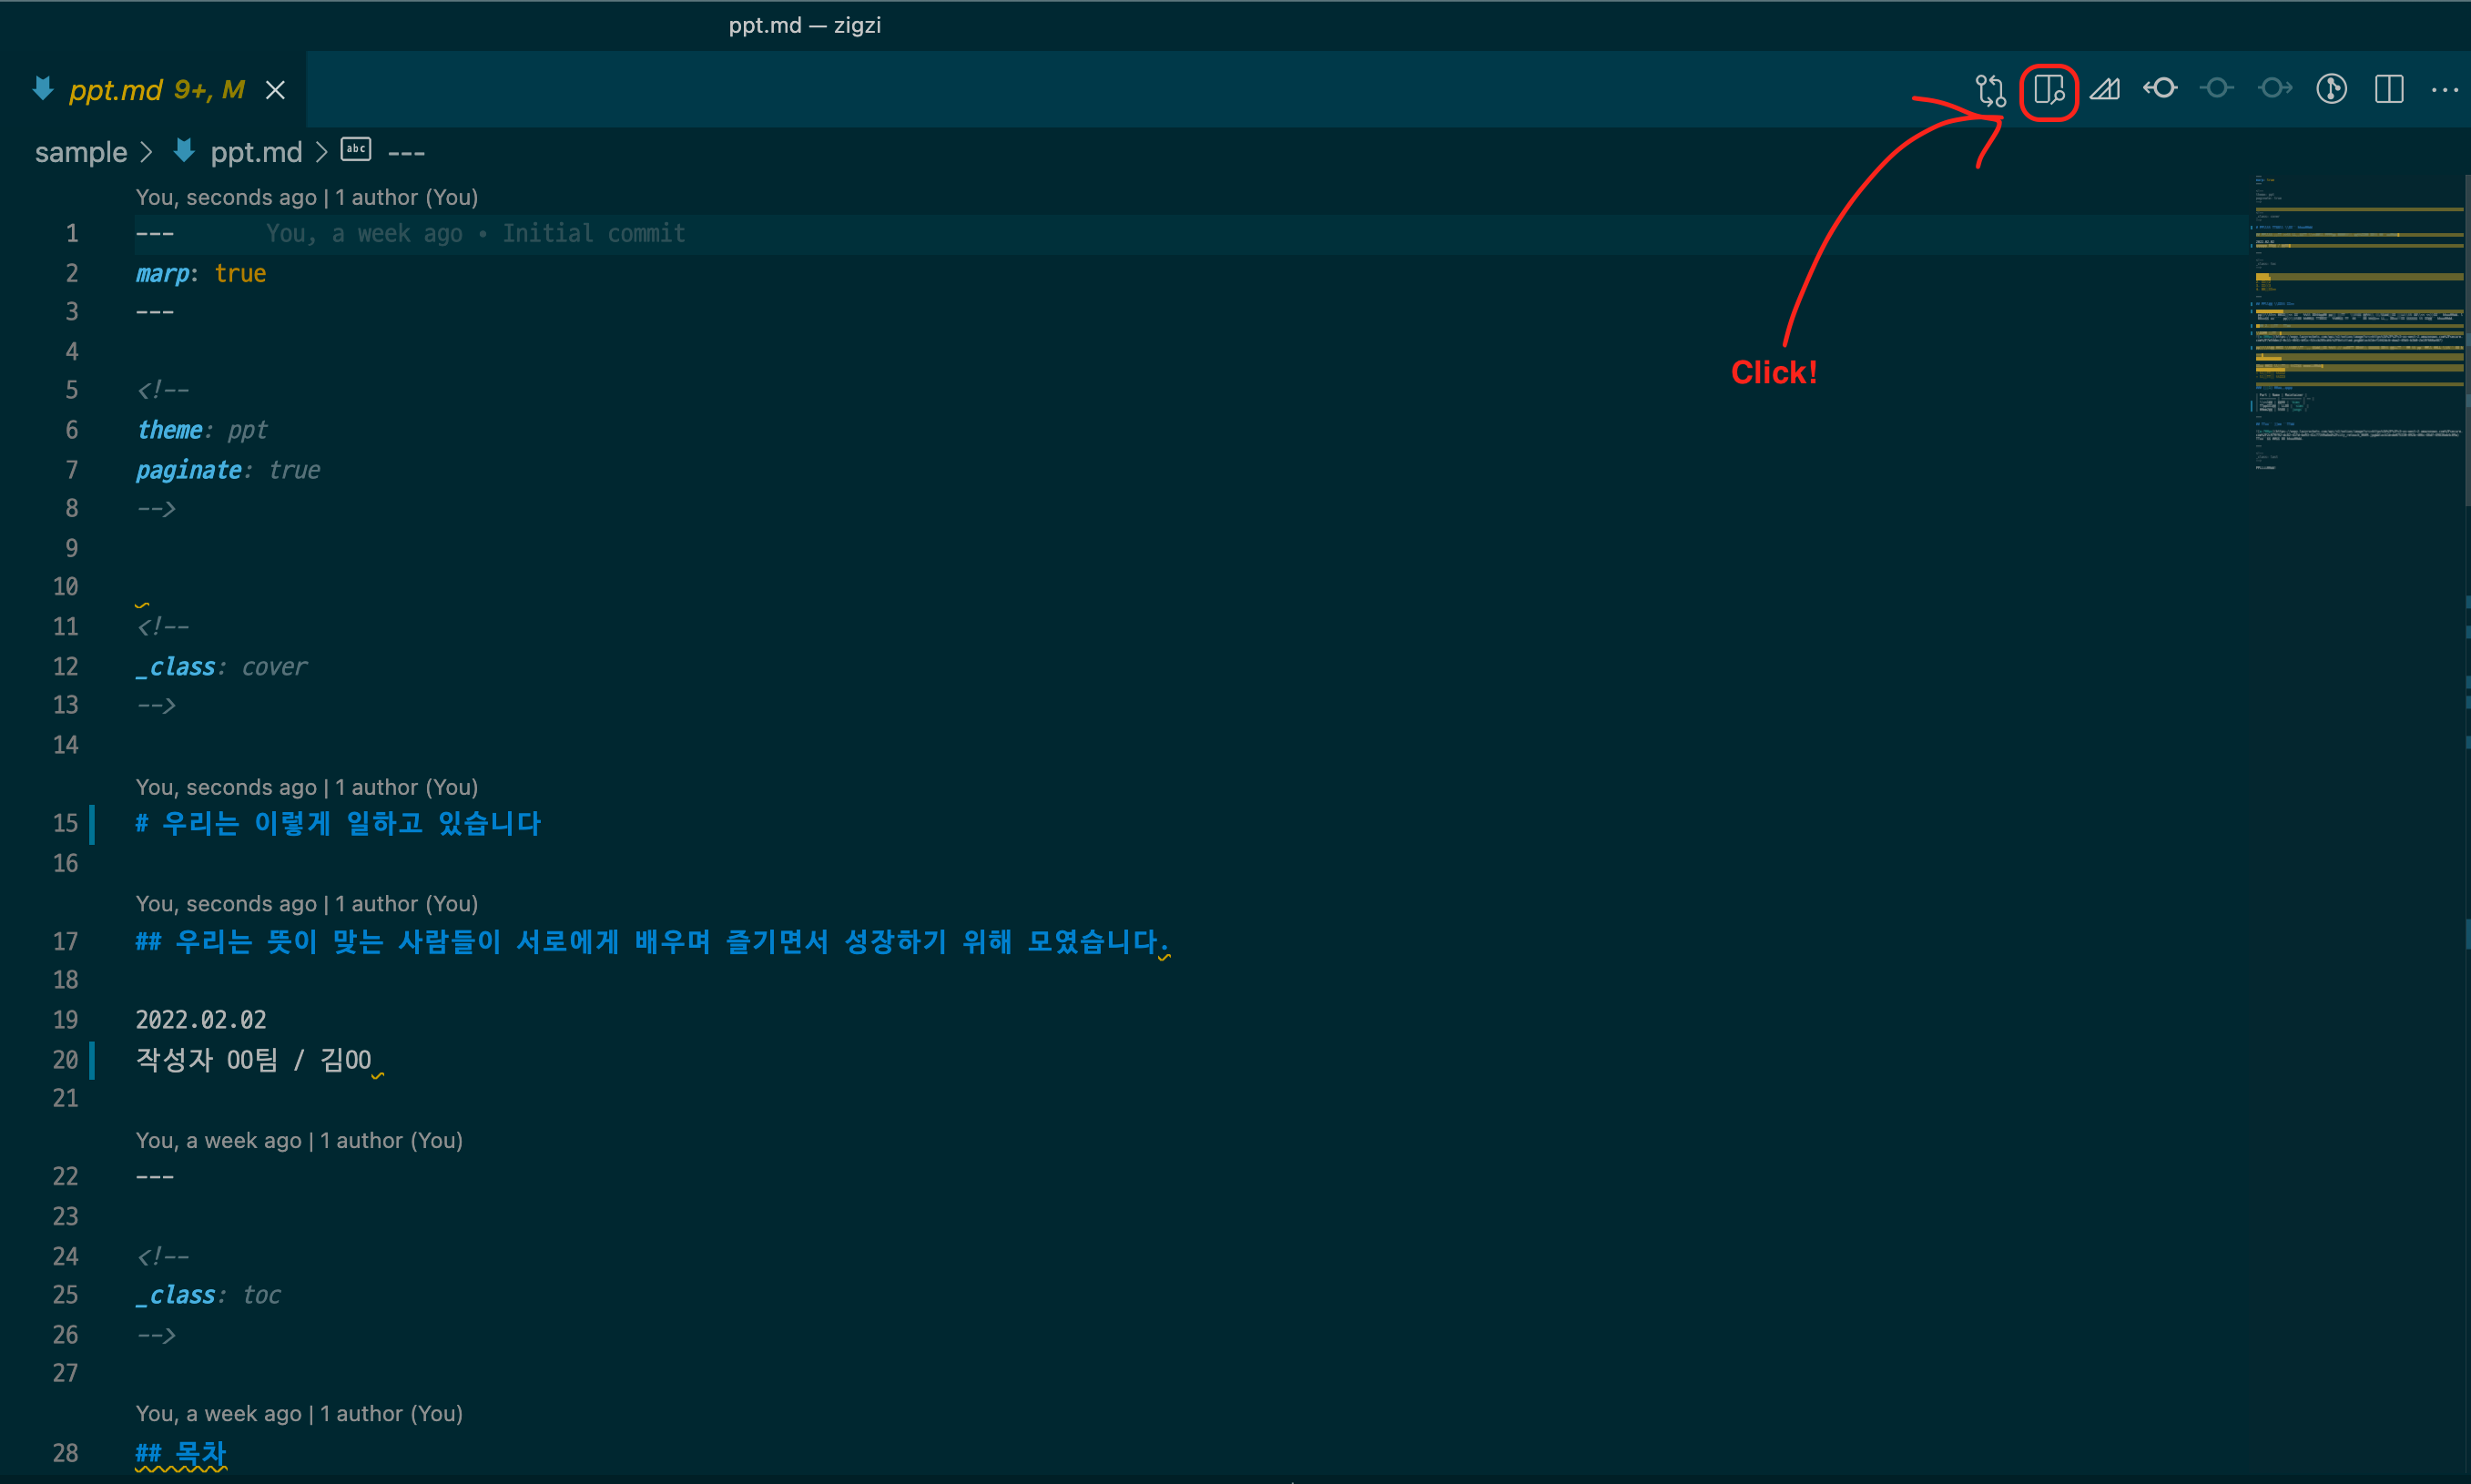 ppt.md — zigzi
ppt.md 9+, M
sample > ppt.md > abc ---
Click!
You, seconds ago | 1 author (You)
1 --- You, a week ago • Initial commit
2 marp: true
3 ---
4
5 <!--
6 theme: ppt
7 paginate: true
8 -->
9
10
11 <!--
12 _class: cover
13 -->
14
You, seconds ago | 1 author (You)
15 # 우리는 이렇게 일하고 있습니다
16
You, seconds ago | 1 author (You)
17 ## 우리는 뜻이 맞는 사람들이 서로에게 배우며 즐기면서 성장하기 위해 모였습니다.
18
19 2022.02.02
20 작성자 00팀 / 김00
21
You, a week ago | 1 author (You)
22 ---
23
24 <!--
25 _class: toc
26 -->
27
You, a week ago | 1 author (You)
28 ## 목차